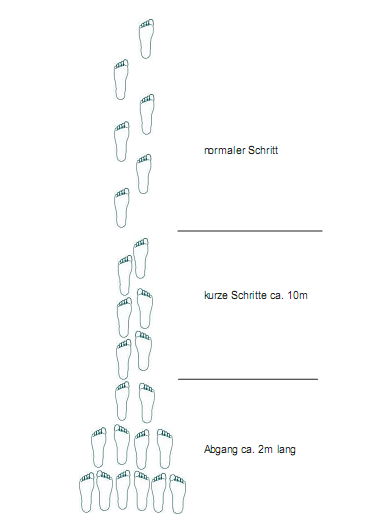 normaler Schritt
kurze Schritte ca. 10m
Abgang ca. 2m lang